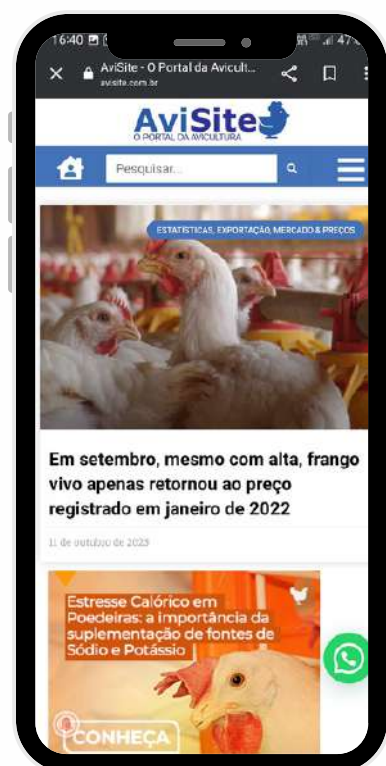 16:40
47%
AviSite - O Portal da Avicult...
avisite.com.br
AviSite
O PORTAL DA AVICULTURA
Pesquisar...
ESTATÍSTICAS, EXPORTAÇÃO, MERCADO & PREÇOS
Em setembro, mesmo com alta, frango
vivo apenas retornou ao preço
registrado em janeiro de 2022
11 de outubro de 2023
Estresse Calórico em
Poedeiras: a importância da
suplementação de fontes de
Sódio e Potássio
CONHEÇA